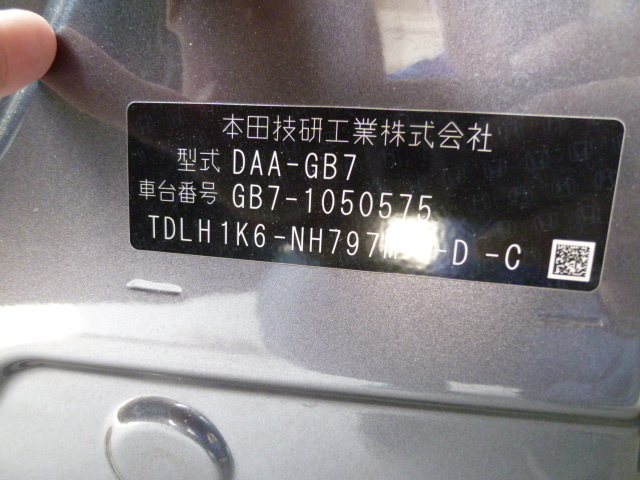 本田技研工業株式会社
型式 DAA-GB7
車台番号 GB7-1050575
TDLH1K6-NH797M -D -C